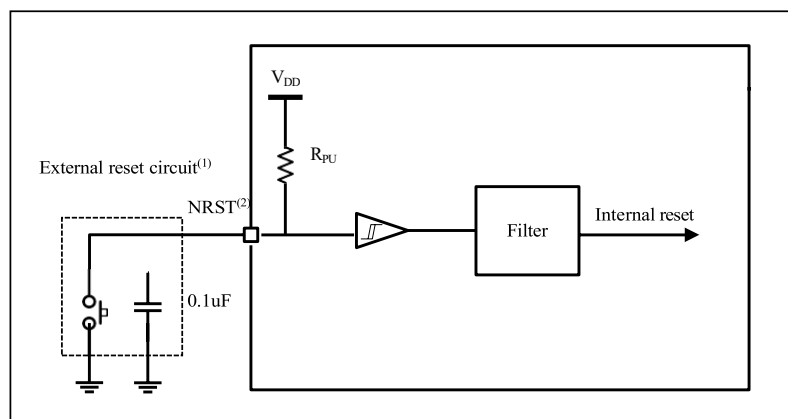 V_DD
R_PU
External reset circuit(1)
NRST(2)
Filter
Internal reset
0.1uF